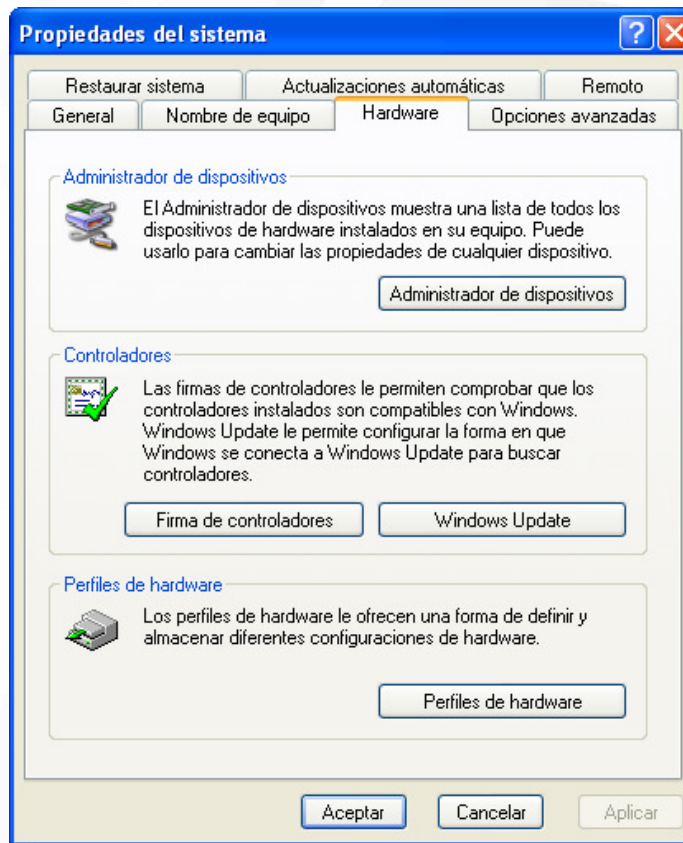 Propiedades del sistema
Restaurar sistema
Actualizaciones automáticas
Remoto
General
Nombre de equipo
Hardware
Opciones avanzadas
Administrador de dispositivos
El Administrador de dispositivos muestra una lista de todos los
dispositivos de hardware instalados en su equipo. Puede
usarlo para cambiar las propiedades de cualquier dispositivo.
Administrador de dispositivos
Controladores
Las firmas de controladores le permiten comprobar que los
controladores instalados son compatibles con Windows.
Windows Update le permite configurar la forma en que
Windows se conecta a Windows Update para buscar
controladores.
Firma de controladores
Windows Update
Perfiles de hardware
Los perfiles de hardware le ofrecen una forma de definir y
almacenar diferentes configuraciones de hardware.
Perfiles de hardware
Aceptar
Cancelar
Aplicar